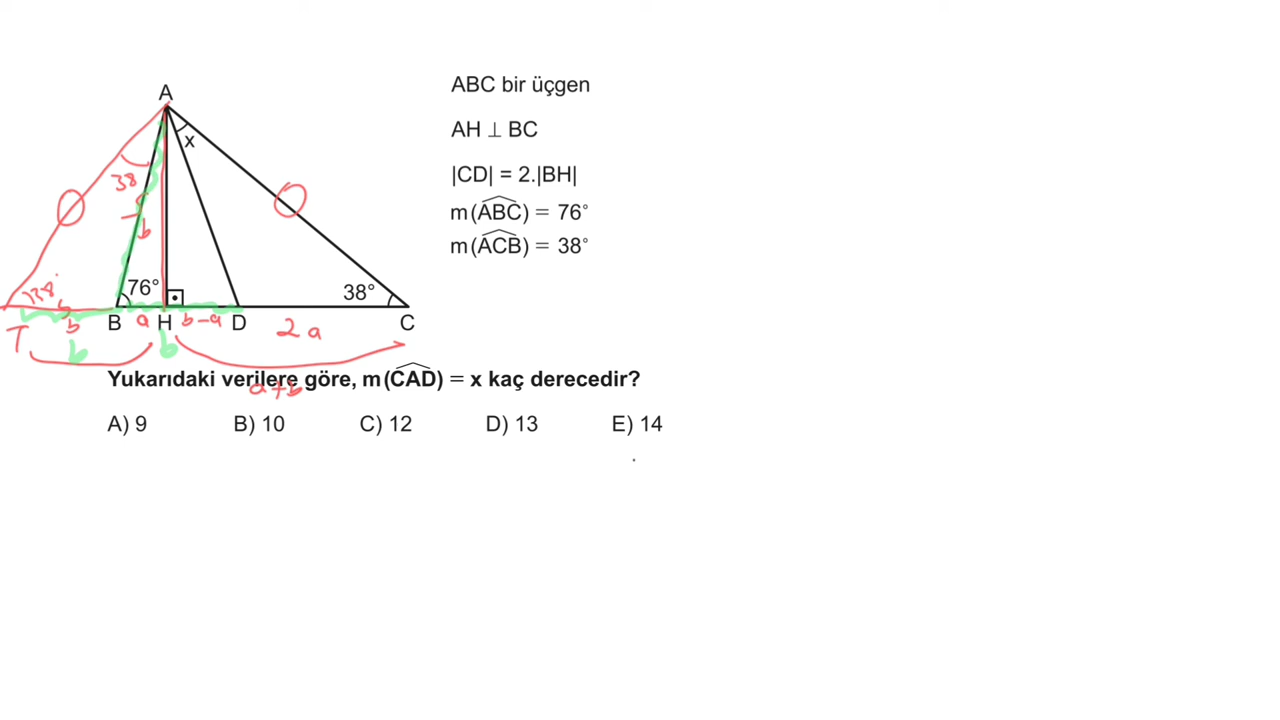 A
x
38
b
76°
38°
38°
b
T
B
a
H
b-a
D
2a
C
b
b
a+b
ABC bir üçgen
AH ⊥ BC
|CD| = 2.|BH|
m(ABC) = 76°
m(ACB) = 38°
Yukarıdaki verilere göre, m(CAD) = x kaç derecedir?
A) 9 B) 10 C) 12 D) 13 E) 14